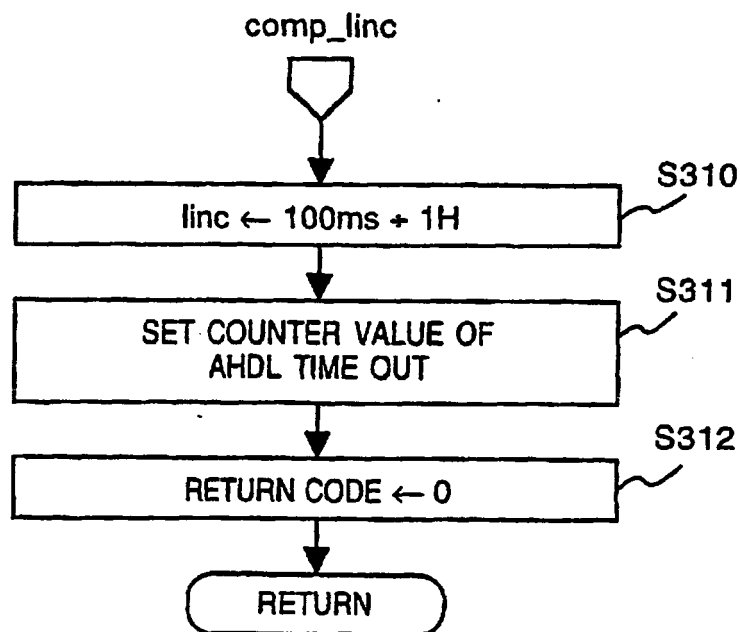 comp_linc
S310
linc ← 100ms ÷ 1H
S311
SET COUNTER VALUE OF
AHDL TIME OUT
S312
RETURN CODE ← 0
RETURN